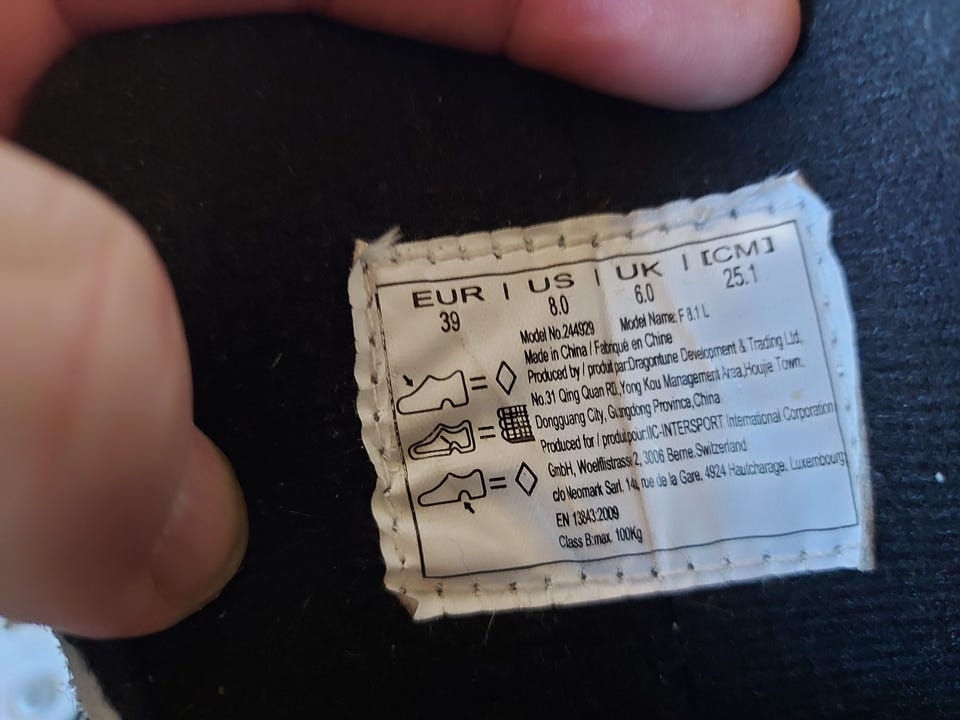 EUR | US | UK | [CM]
39 8.0 6.0 25.1
Model No.244929 Model Name: F 8.1 L
Made in China / Fabriqué en Chine
Produced by / produit par:Dragontune Development & Trading Ltd,
No.31 Qing Quan RD,Yong Kou Management Araa,Houjie Town,
Dongguang City, Gungdong Province,China
Produced for / produit pour:IIC-INTERSPORT International Corporation
GmbH, Woelflistrasse 2, 3006 Berne.Switzerland
c/o Neomark Sarl. 14, rue de la Gare, 4924 Hautcharage, Luxembourg
EN 13843:2009
Class B:max. 100Kg